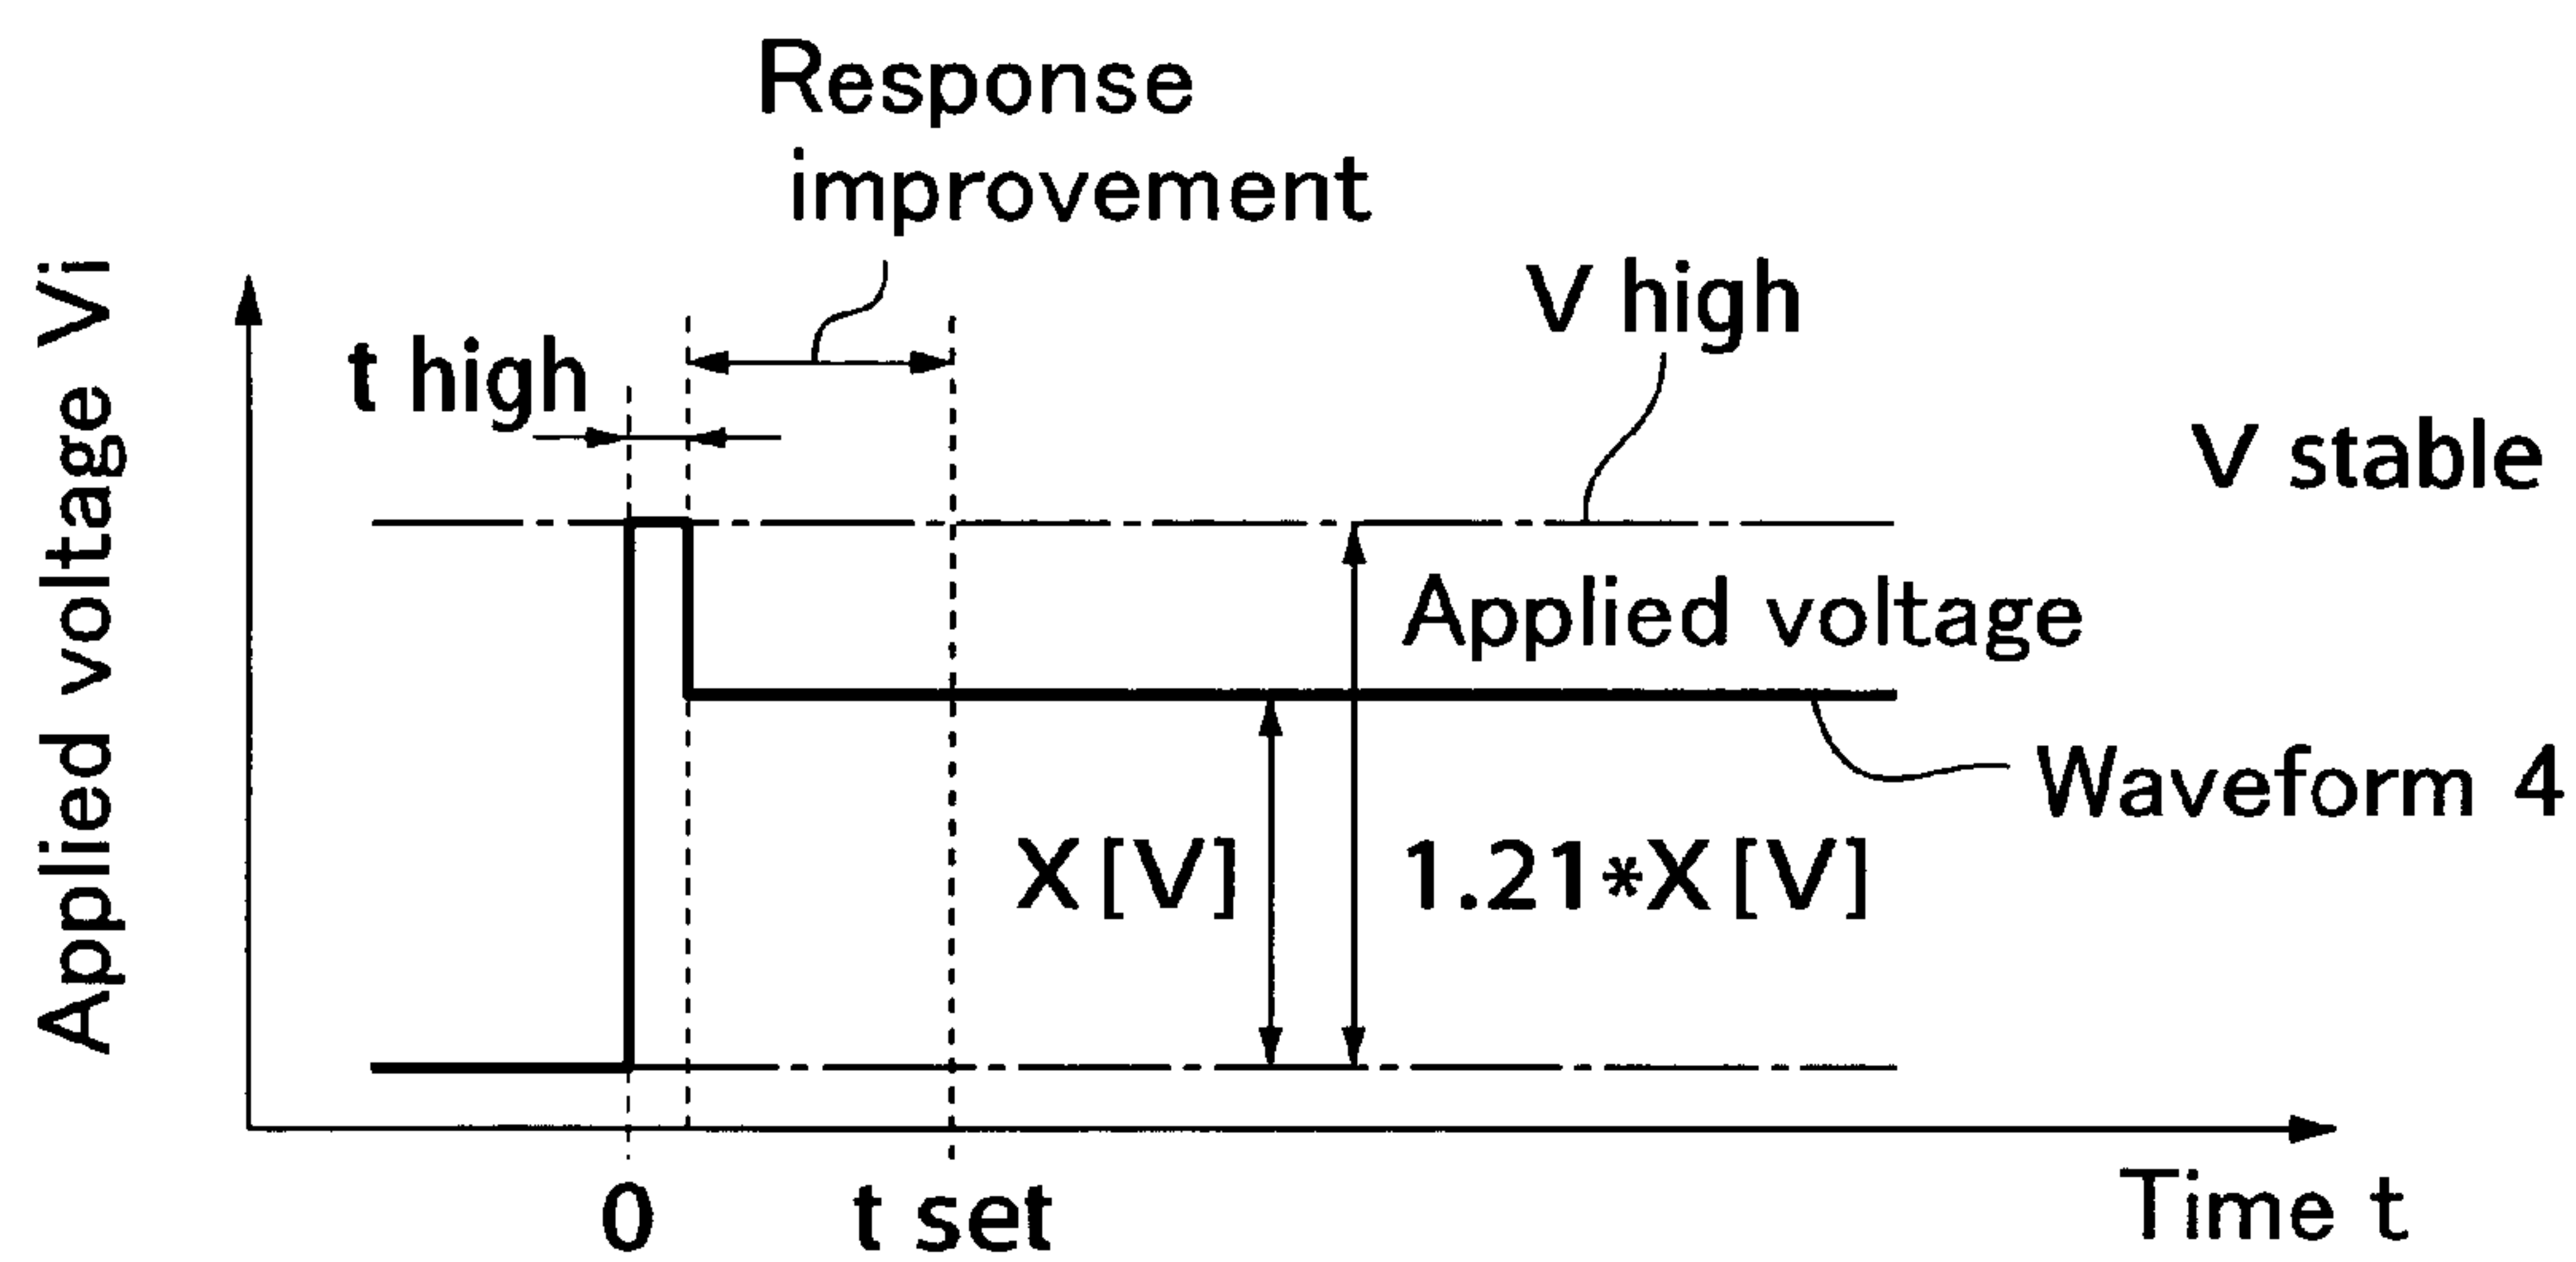 Response
improvement
Applied voltage Vi
t high
V high
V stable
Applied voltage
Waveform 4
X[V]
1.21*X[V]
0
t set
Time t